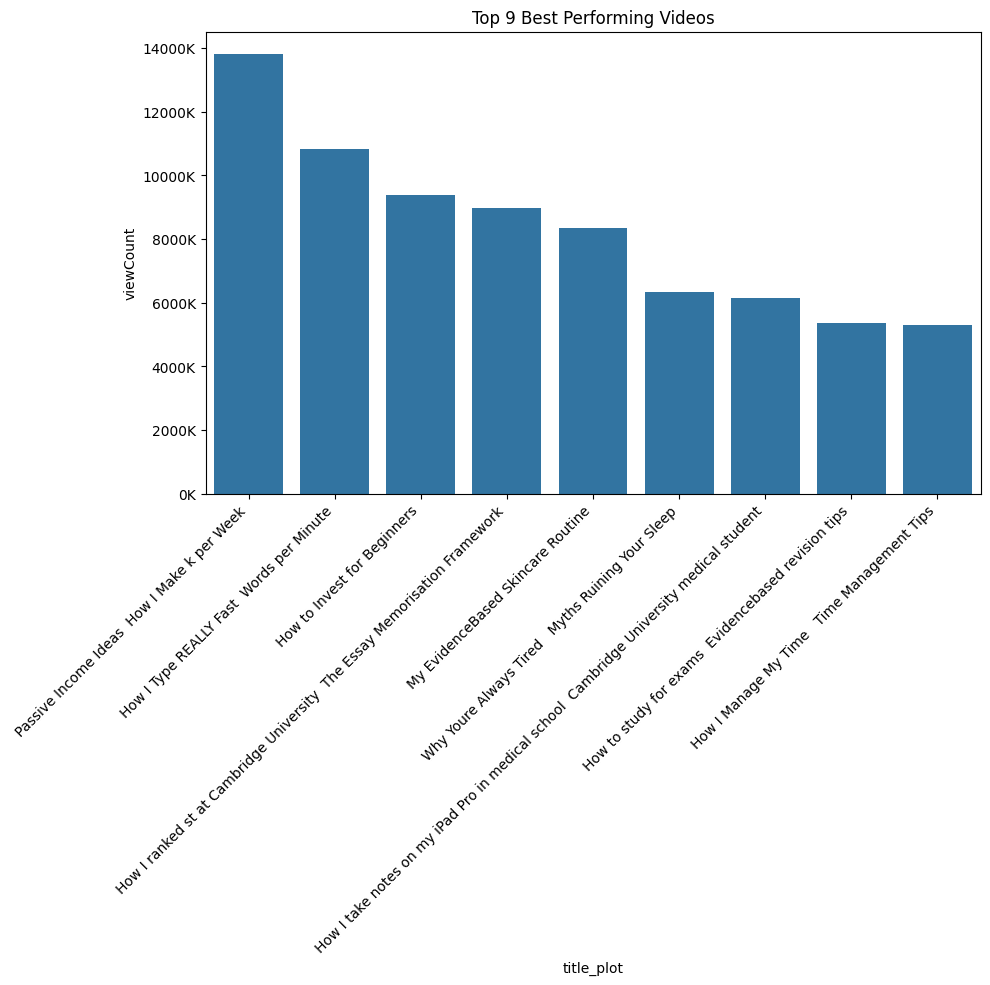 Top 9 Best Performing Videos
14000K
12000K
10000K
8000K
6000K
4000K
2000K
0K
viewCount
Passive Income Ideas  How I Make k per Week
How I Type REALLY Fast  Words per Minute
How to Invest for Beginners
How I ranked st at Cambridge University  The Essay Memorisation Framework
My EvidenceBased Skincare Routine
Why Youre Always Tired   Myths Ruining Your Sleep
How I take notes on my iPad Pro in medical school  Cambridge University medical student
How to study for exams  Evidencebased revision tips
How I Manage My Time   Time Management Tips
title_plot